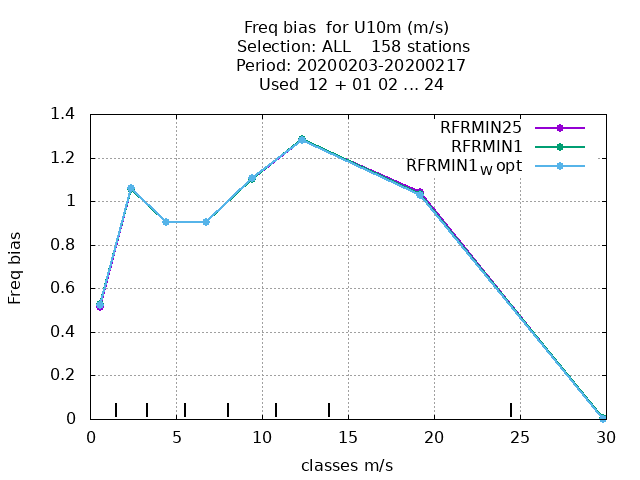 Freq bias  for U10m (m/s)
Selection: ALL    158 stations
Period: 20200203-20200217
Used  12 + 01 02 ... 24
RFRMIN25
RFRMIN1
RFRMIN1W opt
1.4
1.2
1
0.8
0.6
0.4
0.2
0
Freq bias
0 5 10 15 20 25 30
classes m/s